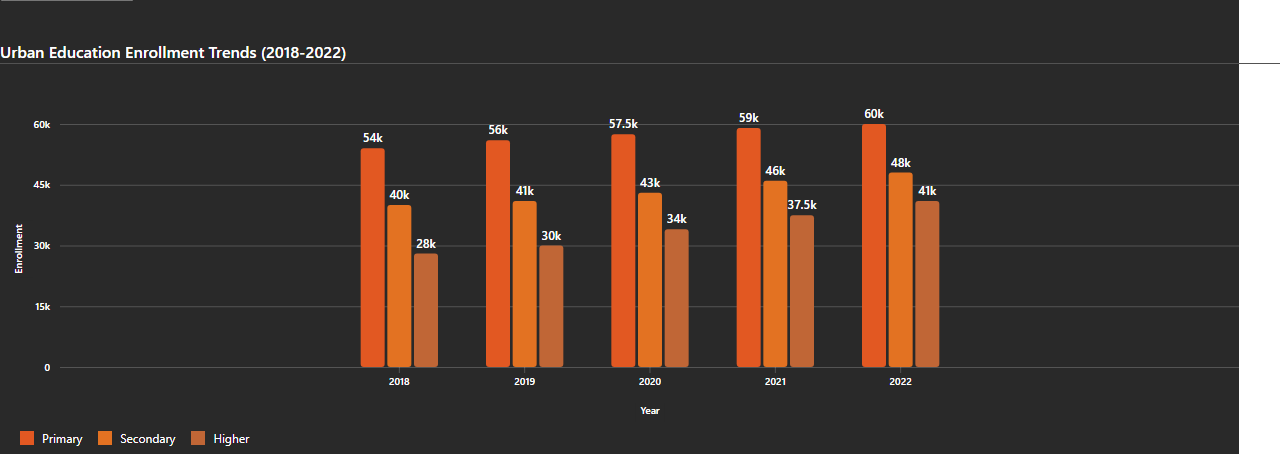 Urban Education Enrollment Trends (2018-2022)
60k
45k
30k
15k
0
Enrollment
54k
40k
28k
56k
41k
30k
57.5k
43k
34k
59k
46k
37.5k
60k
48k
41k
2018
2019
2020
2021
2022
Year
Primary
Secondary
Higher